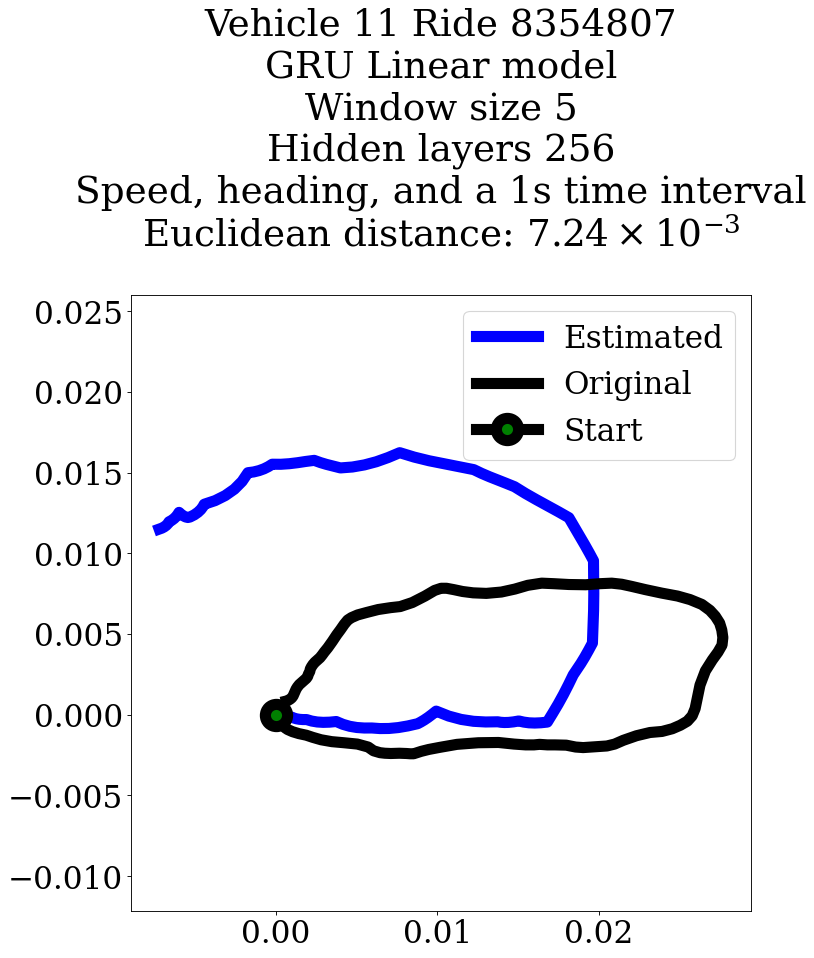 Vehicle 11 Ride 8354807
GRU Linear model
Window size 5
Hidden layers 256
Speed, heading, and a 1s time interval
Euclidean distance: 7.24 × 10⁻³
0.025
0.020
0.015
0.010
0.005
0.000
−0.005
−0.010
Estimated
Original
Start
0.00 0.01 0.02